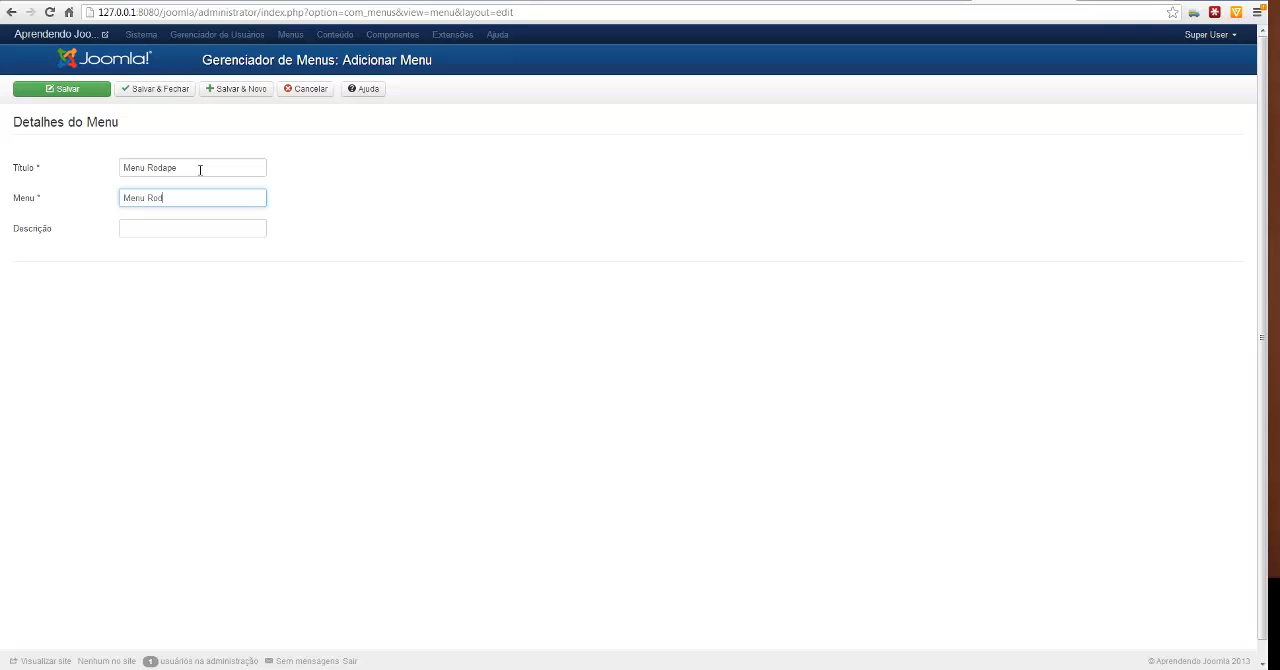 127.0.0.1:8080/joomla/administrator/index.php?option=com_menus&view=menu&layout=edit
Aprendendo Joo... Sistema Gerenciador de Usuários Menus Conteúdo Componentes Extensões Ajuda Super User
Joomla! Gerenciador de Menus: Adicionar Menu
Salvar Salvar & Fechar Salvar & Novo Cancelar Ajuda
Detalhes do Menu
Título * Menu Rodape
Menu * Menu Rod
Descrição
Visualizar site Nenhum no site 1 usuários na administração Sem mensagens Sair © Aprendendo Joomla 2013